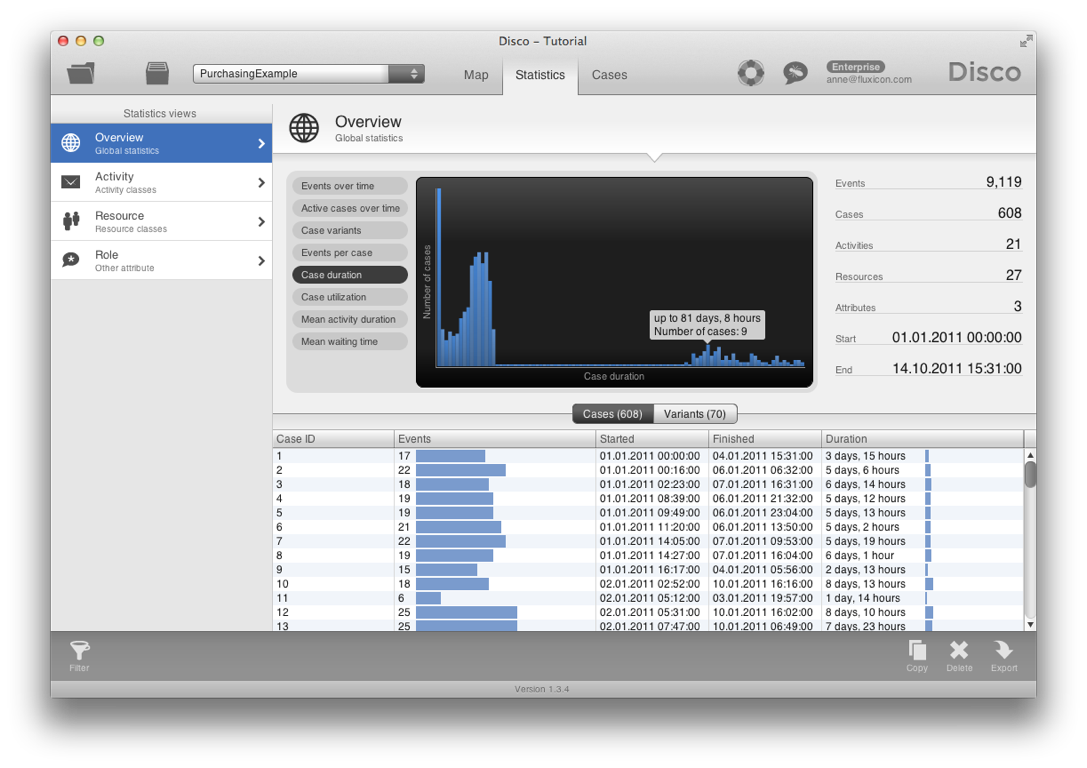 Disco – Tutorial
PurchasingExample
Map
Statistics
Cases
Enterprise
anne@fluxicon.com
Disco
Statistics views
Overview
Global statistics
Activity
Activity classes
Resource
Resource classes
Role
Other attribute
Overview
Global statistics
Events over time
Active cases over time
Case variants
Events per case
Case duration
Case utilization
Mean activity duration
Mean waiting time
Number of cases
up to 81 days, 8 hours
Number of cases: 9
Case duration
Events 9,119
Cases 608
Activities 21
Resources 27
Attributes 3
Start 01.01.2011 00:00:00
End 14.10.2011 15:31:00
Cases (608) Variants (70)
Case ID Events Started Finished Duration
1 17 01.01.2011 00:00:00 04.01.2011 15:31:00 3 days, 15 hours
2 22 01.01.2011 00:16:00 06.01.2011 06:32:00 5 days, 6 hours
3 18 01.01.2011 02:23:00 07.01.2011 16:31:00 6 days, 14 hours
4 19 01.01.2011 08:39:00 06.01.2011 21:32:00 5 days, 12 hours
5 19 01.01.2011 09:49:00 06.01.2011 23:04:00 5 days, 13 hours
6 21 01.01.2011 11:20:00 06.01.2011 13:50:00 5 days, 2 hours
7 22 01.01.2011 14:05:00 07.01.2011 09:53:00 5 days, 19 hours
8 19 01.01.2011 14:27:00 07.01.2011 16:04:00 6 days, 1 hour
9 15 01.01.2011 16:17:00 04.01.2011 05:56:00 2 days, 13 hours
10 18 02.01.2011 02:52:00 10.01.2011 16:16:00 8 days, 13 hours
11 6 02.01.2011 05:12:00 03.01.2011 19:57:00 1 day, 14 hours
12 25 02.01.2011 05:31:00 10.01.2011 16:02:00 8 days, 10 hours
13 25 02.01.2011 07:47:00 10.01.2011 06:49:00 7 days, 23 hours
Filter
Copy
Delete
Export
Version 1.3.4